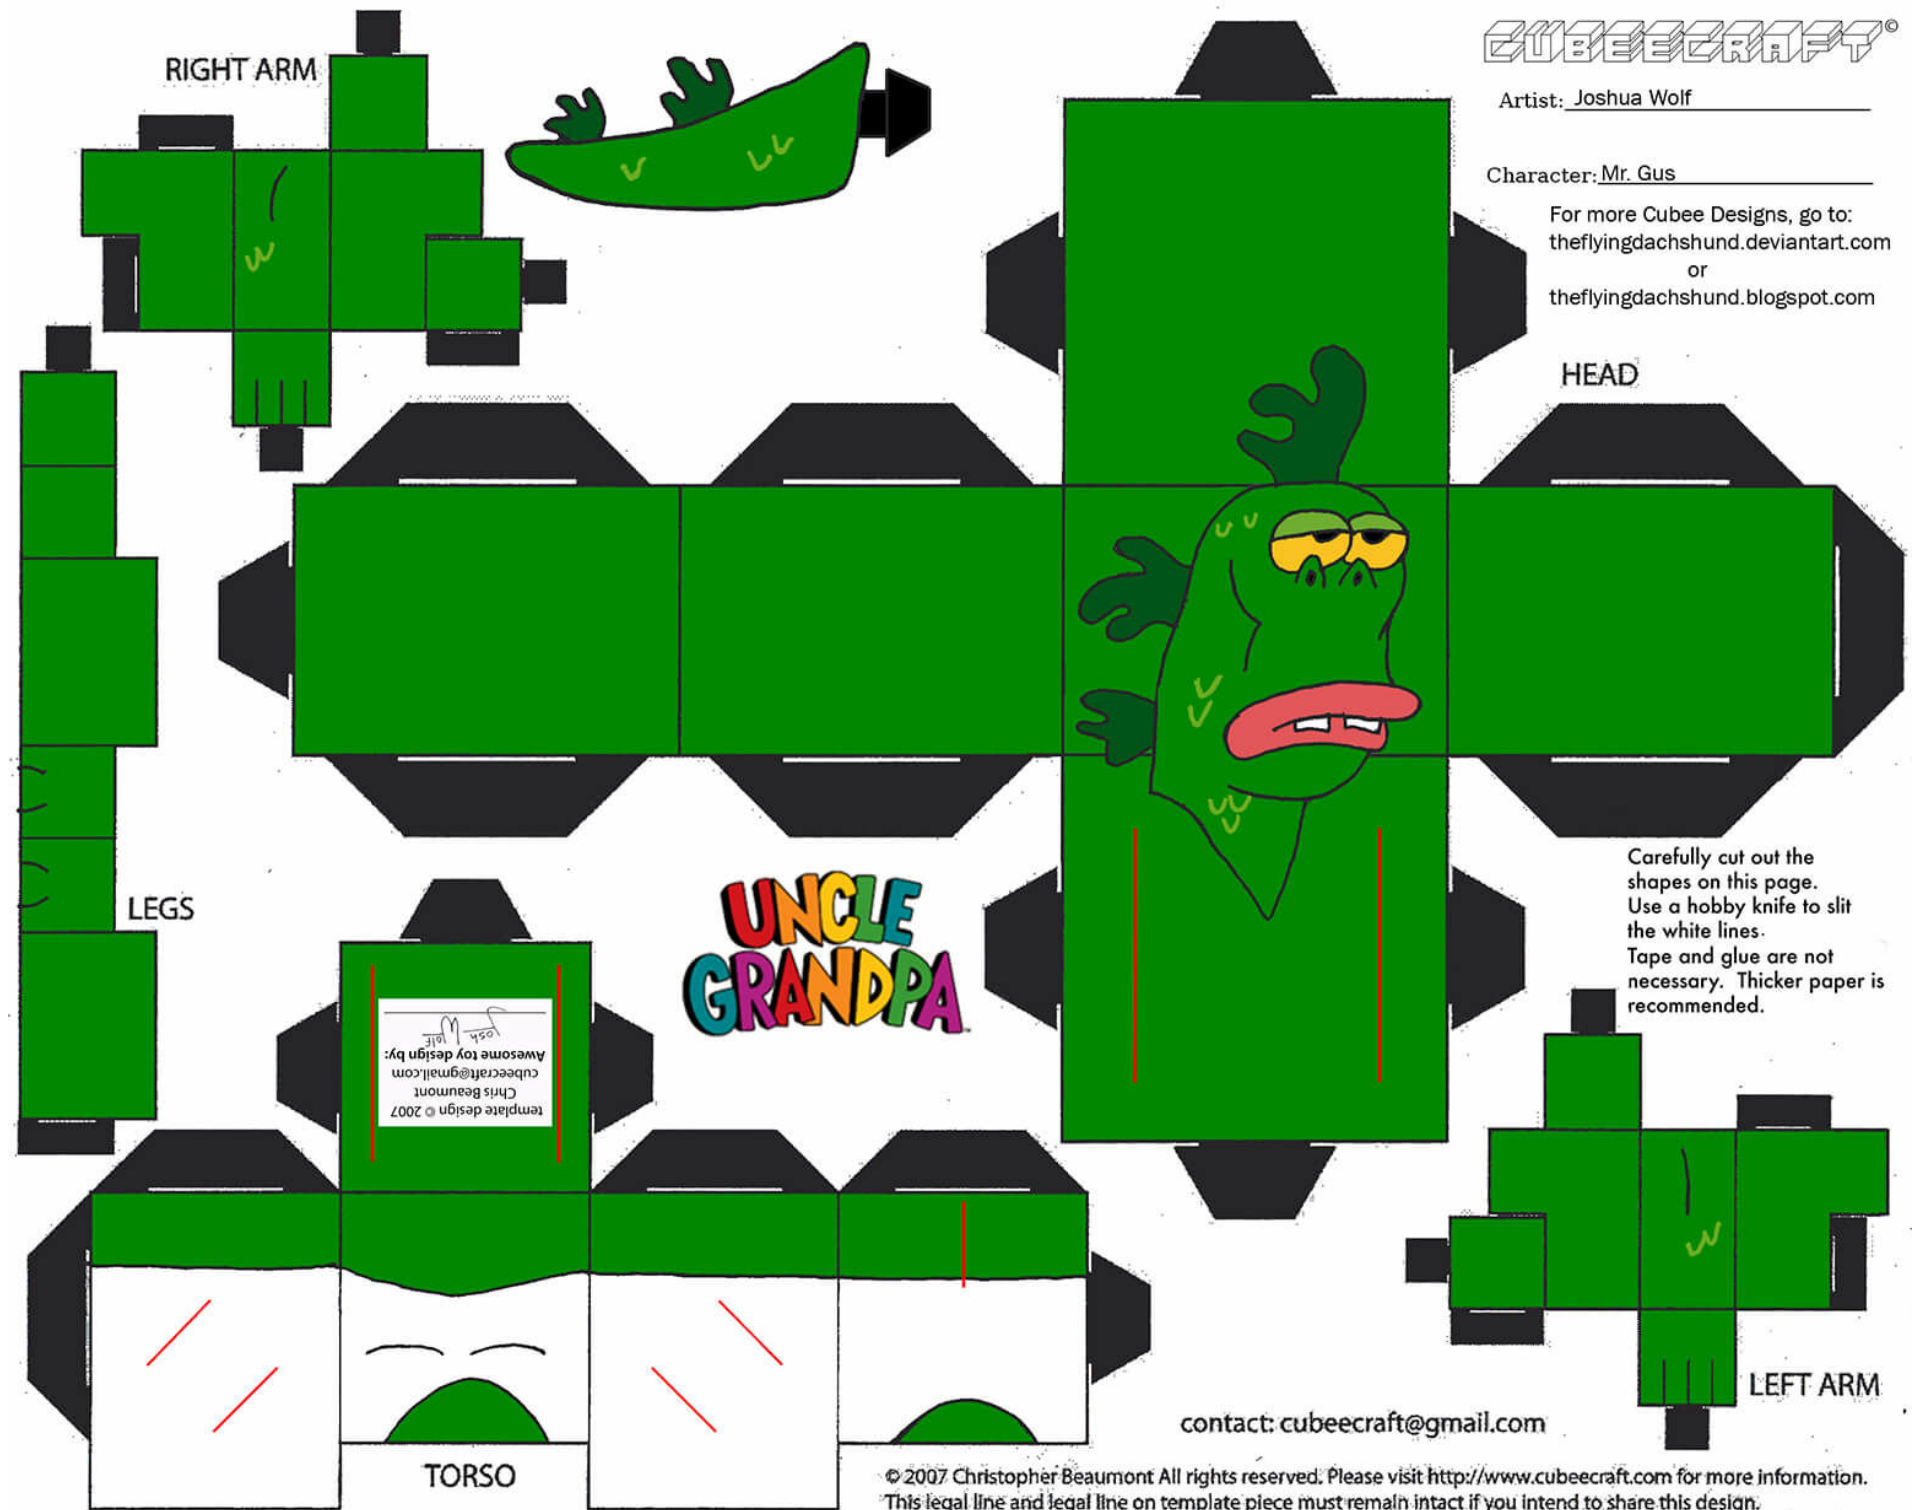 CUBEECRAFT©
Artist: Joshua Wolf
Character: Mr. Gus
For more Cubee Designs, go to:
theflyingdachshund.deviantart.com
or
theflyingdachshund.blogspot.com
RIGHT ARM
HEAD
LEGS
UNCLE
GRANDPA
TM
Carefully cut out the
shapes on this page.
Use a hobby knife to slit
the white lines.
Tape and glue are not
necessary. Thicker paper is
recommended.
template design © 2007
Chris Beaumont
cubeecraft@gmail.com
Awesome toy design by:
Josh Wolf
LEFT ARM
TORSO
contact: cubeecraft@gmail.com
© 2007 Christopher Beaumont All rights reserved. Please visit http://www.cubeecraft.com for more information.
This legal line and legal line on template piece must remain intact if you intend to share this design.